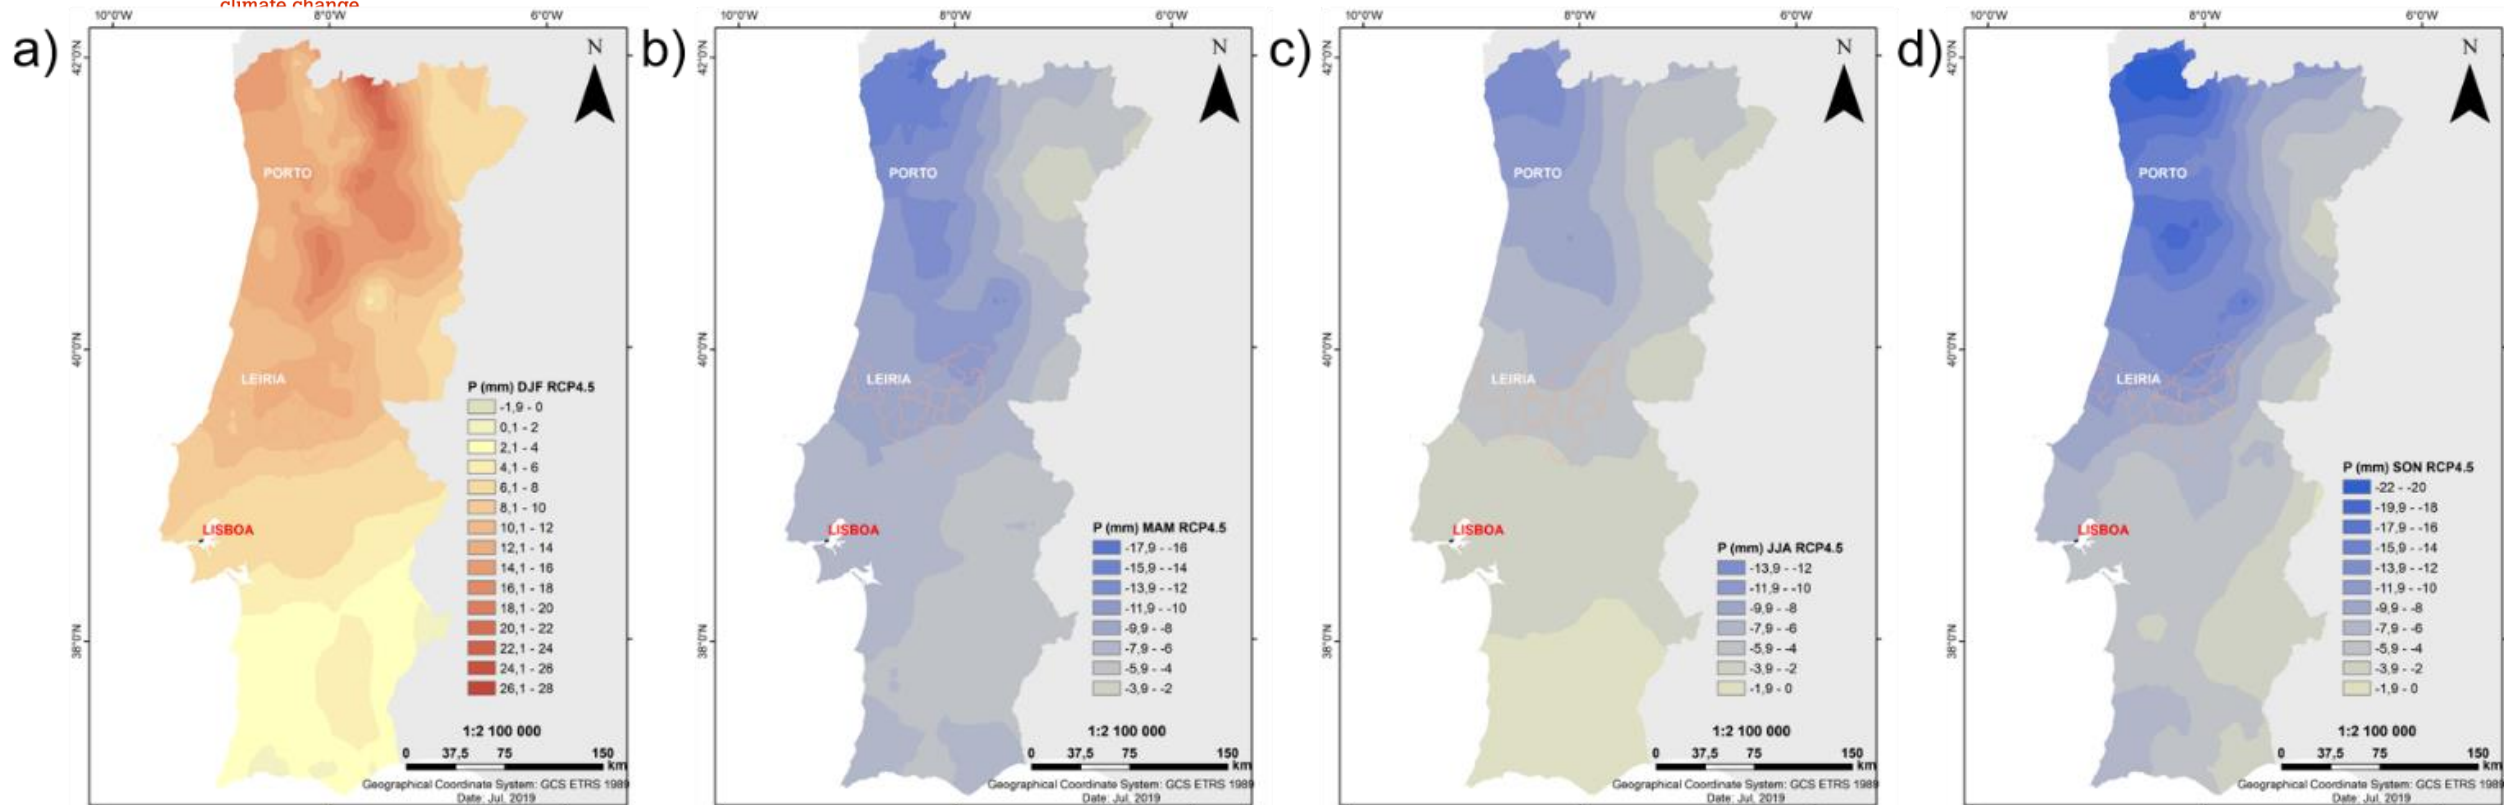 climate change
a)
10°0'W 8°0'W 6°0'W
42°0'N
40°0'N
38°0'N
N
PORTO
LEIRIA
LISBOA
P (mm) DJF RCP4.5
-1,9 - 0
0,1 - 2
2,1 - 4
4,1 - 6
6,1 - 8
8,1 - 10
10,1 - 12
12,1 - 14
14,1 - 16
16,1 - 18
18,1 - 20
20,1 - 22
22,1 - 24
24,1 - 26
26,1 - 28
1:2 100 000
0 37,5 75 150
km
Geographical Coordinate System: GCS ETRS 1989
Date: Jul, 2019
b)
10°0'W 8°0'W 6°0'W
42°0'N
40°0'N
38°0'N
N
PORTO
LEIRIA
LISBOA
P (mm) MAM RCP4.5
-17,9 - -16
-15,9 - -14
-13,9 - -12
-11,9 - -10
-9,9 - -8
-7,9 - -6
-5,9 - -4
-3,9 - -2
1:2 100 000
0 37,5 75 150
km
Geographical Coordinate System: GCS ETRS 1989
Date: Jul, 2019
c)
10°0'W 8°0'W 6°0'W
42°0'N
40°0'N
38°0'N
N
PORTO
LEIRIA
LISBOA
P (mm) JJA RCP4.5
-13,9 - -12
-11,9 - -10
-9,9 - -8
-7,9 - -6
-5,9 - -4
-3,9 - -2
-1,9 - 0
1:2 100 000
0 37,5 75 150
km
Geographical Coordinate System: GCS ETRS 1989
Date: Jul, 2019
d)
10°0'W 8°0'W 6°0'W
42°0'N
40°0'N
38°0'N
N
PORTO
LEIRIA
LISBOA
P (mm) SON RCP4.5
-22 - -20
-19,9 - -18
-17,9 - -16
-15,9 - -14
-13,9 - -12
-11,9 - -10
-9,9 - -8
-7,9 - -6
-5,9 - -4
-3,9 - -2
-1,9 - 0
1:2 100 000
0 37,5 75 150
km
Geographical Coordinate System: GCS ETRS 1989
Date: Jul, 2019